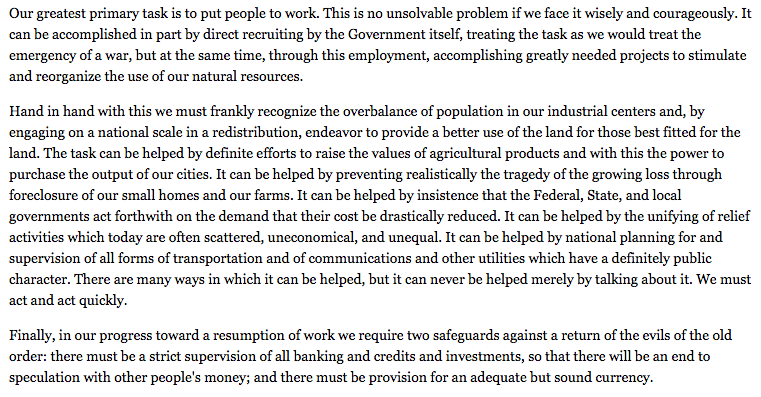 Our greatest primary task is to put people to work. This is no unsolvable problem if we face it wisely and courageously. It
can be accomplished in part by direct recruiting by the Government itself, treating the task as we would treat the
emergency of a war, but at the same time, through this employment, accomplishing greatly needed projects to stimulate
and reorganize the use of our natural resources.
Hand in hand with this we must frankly recognize the overbalance of population in our industrial centers and, by
engaging on a national scale in a redistribution, endeavor to provide a better use of the land for those best fitted for the
land. The task can be helped by definite efforts to raise the values of agricultural products and with this the power to
purchase the output of our cities. It can be helped by preventing realistically the tragedy of the growing loss through
foreclosure of our small homes and our farms. It can be helped by insistence that the Federal, State, and local
governments act forthwith on the demand that their cost be drastically reduced. It can be helped by the unifying of relief
activities which today are often scattered, uneconomical, and unequal. It can be helped by national planning for and
supervision of all forms of transportation and of communications and other utilities which have a definitely public
character. There are many ways in which it can be helped, but it can never be helped merely by talking about it. We must
act and act quickly.
Finally, in our progress toward a resumption of work we require two safeguards against a return of the evils of the old
order: there must be a strict supervision of all banking and credits and investments, so that there will be an end to
speculation with other people's money; and there must be provision for an adequate but sound currency.